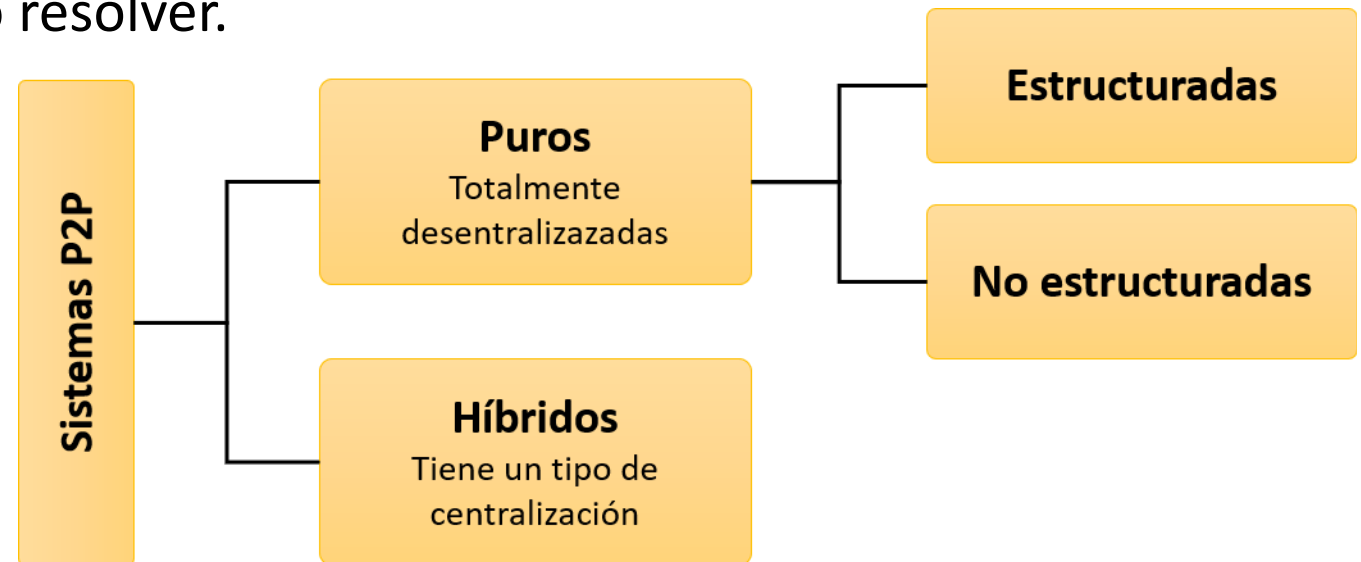 o resolver.
Sistemas P2P
Puros
Totalmente
desentralizazadas
Híbridos
Tiene un tipo de
centralización
Estructuradas
No estructuradas